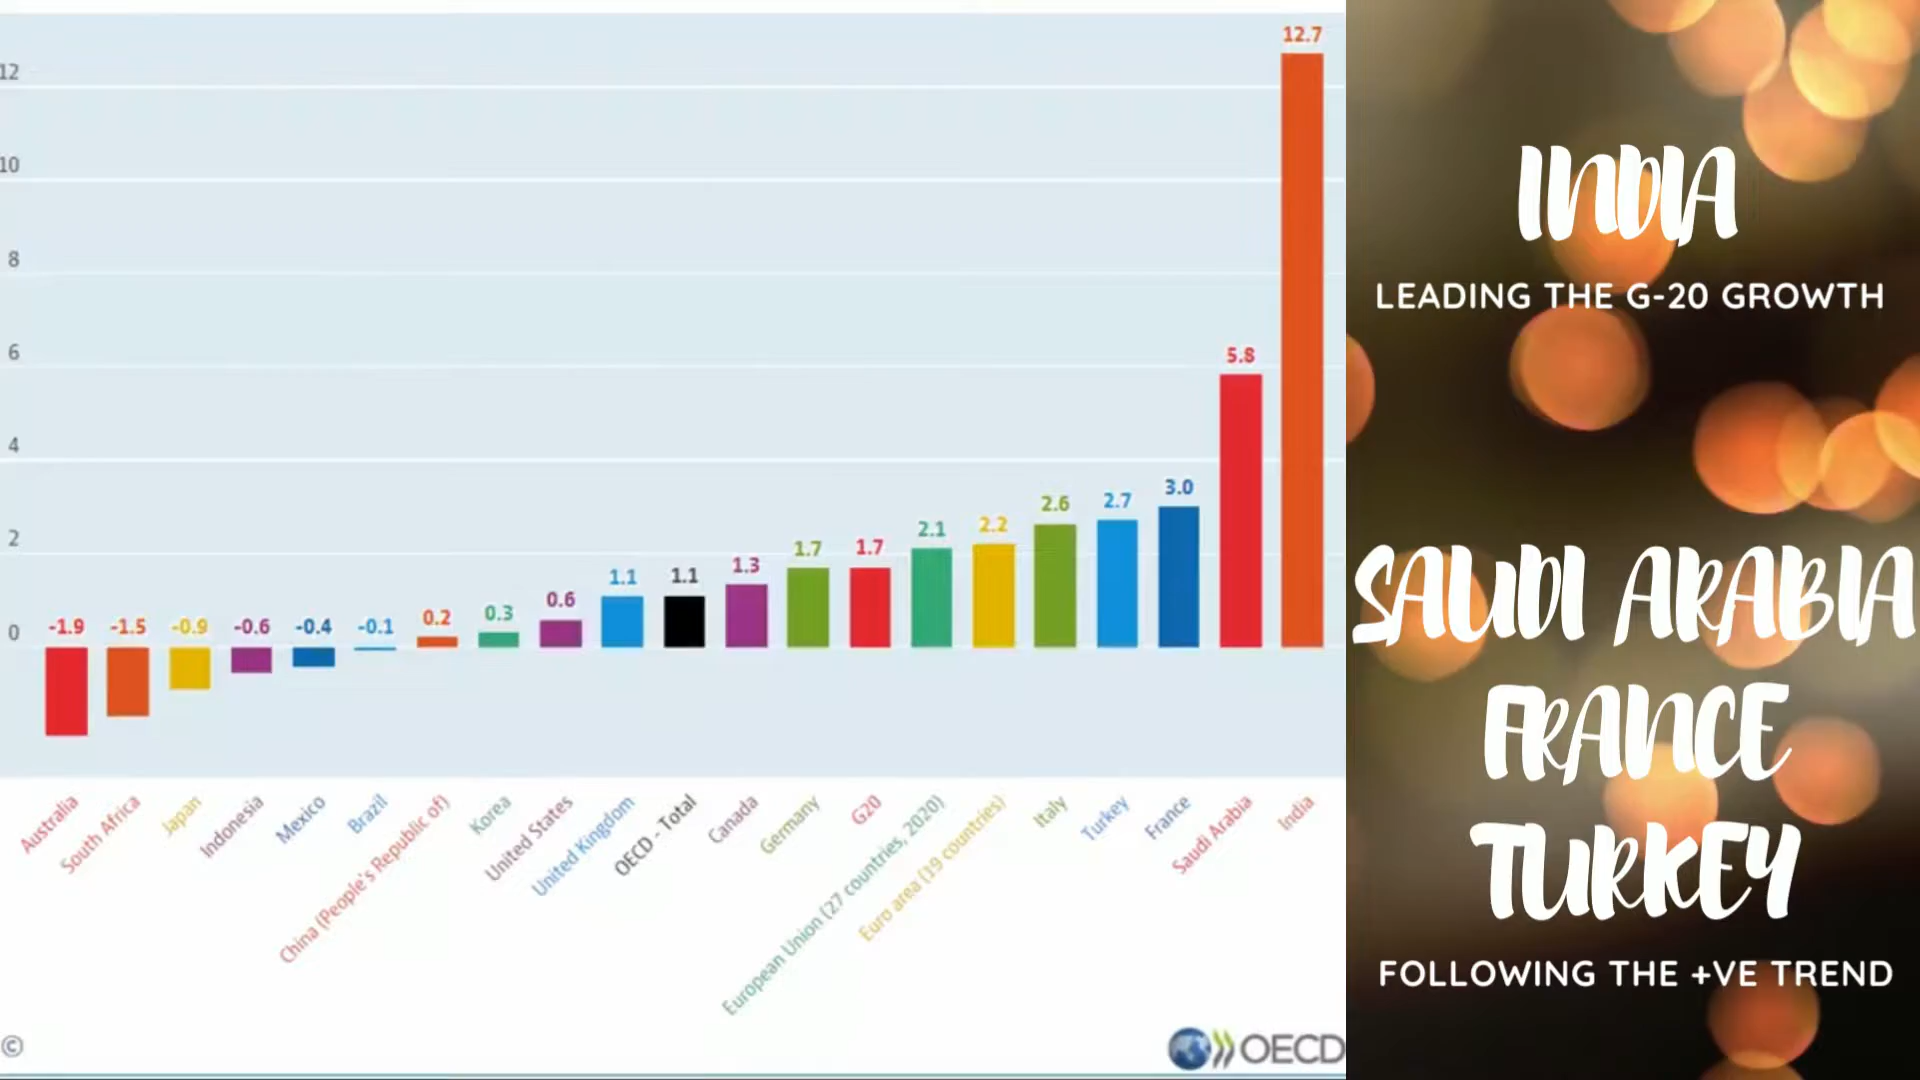 12.7
12
10
8
6
5.8
4
3.0
2.7
2.6
2.2
2.1
2
1.7
1.7
1.3
1.1
1.1
0.6
0.3
0.2
-0.1
-0.4
-0.6
-0.9
-1.5
-1.9
0
Australia
South Africa
Japan
Indonesia
Mexico
Brazil
China (People's Republic of)
Korea
United States
United Kingdom
OECD - Total
Canada
Germany
G20
European Union (27 countries, 2020)
Euro area (19 countries)
Italy
Turkey
France
Saudi Arabia
India
©
OECD
INDIA
LEADING THE G-20 GROWTH
SAUDI ARABIA
FRANCE
TURKEY
FOLLOWING THE +VE TREND